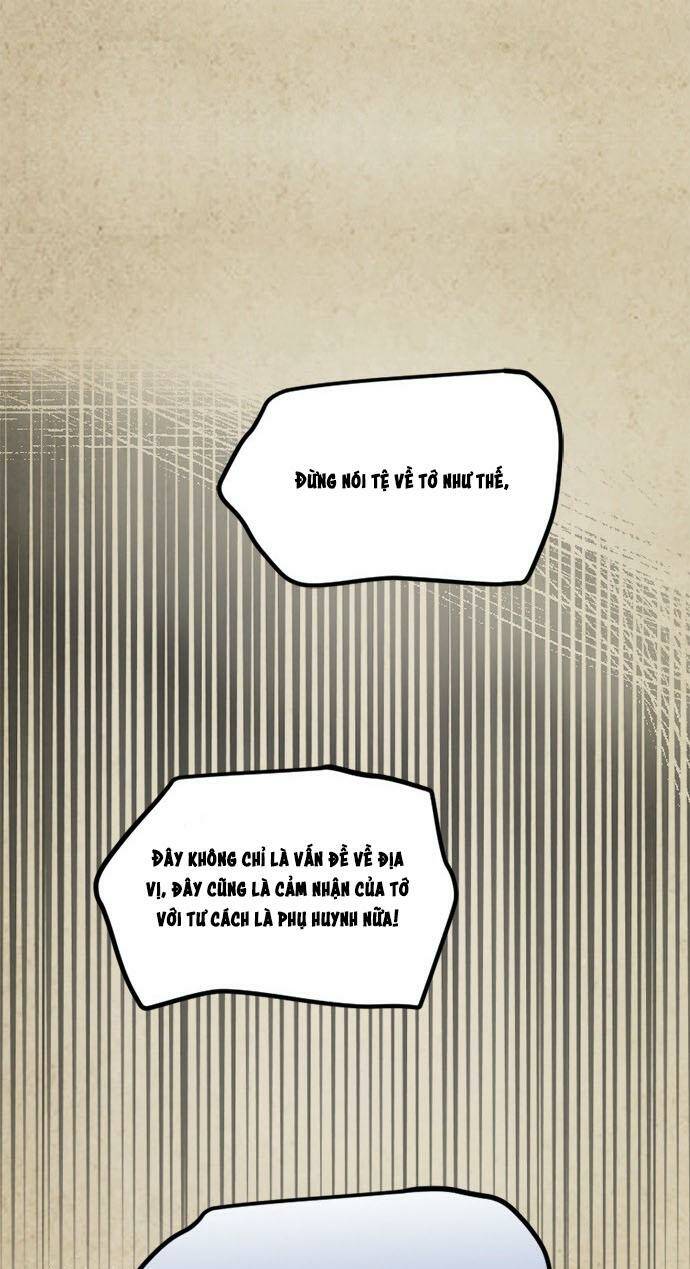 ĐỪNG NÓI TỆ VỀ TỚ NHƯ THẾ,
ĐÂY KHÔNG CHỈ LÀ VẤN ĐỀ VỀ ĐỊA
VỊ, ĐÂY CŨNG LÀ CẢM NHẬN CỦA TỚ
VỚI TƯ CÁCH LÀ PHỤ HUYNH NỮA!